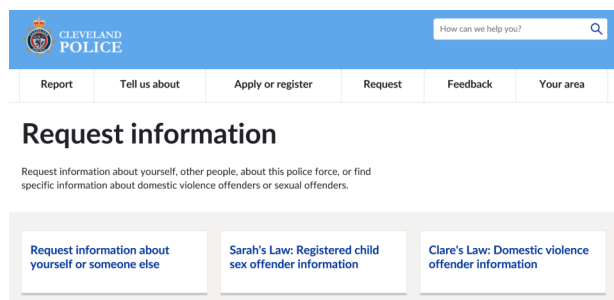 CLEVELAND
POLICE
How can we help you?
Report Tell us about Apply or register Request Feedback Your area
Request information
Request information about yourself, other people, about this police force, or find
specific information about domestic violence offenders or sexual offenders.
Request information about
yourself or someone else
Sarah's Law: Registered child
sex offender information
Clare's Law: Domestic violence
offender information